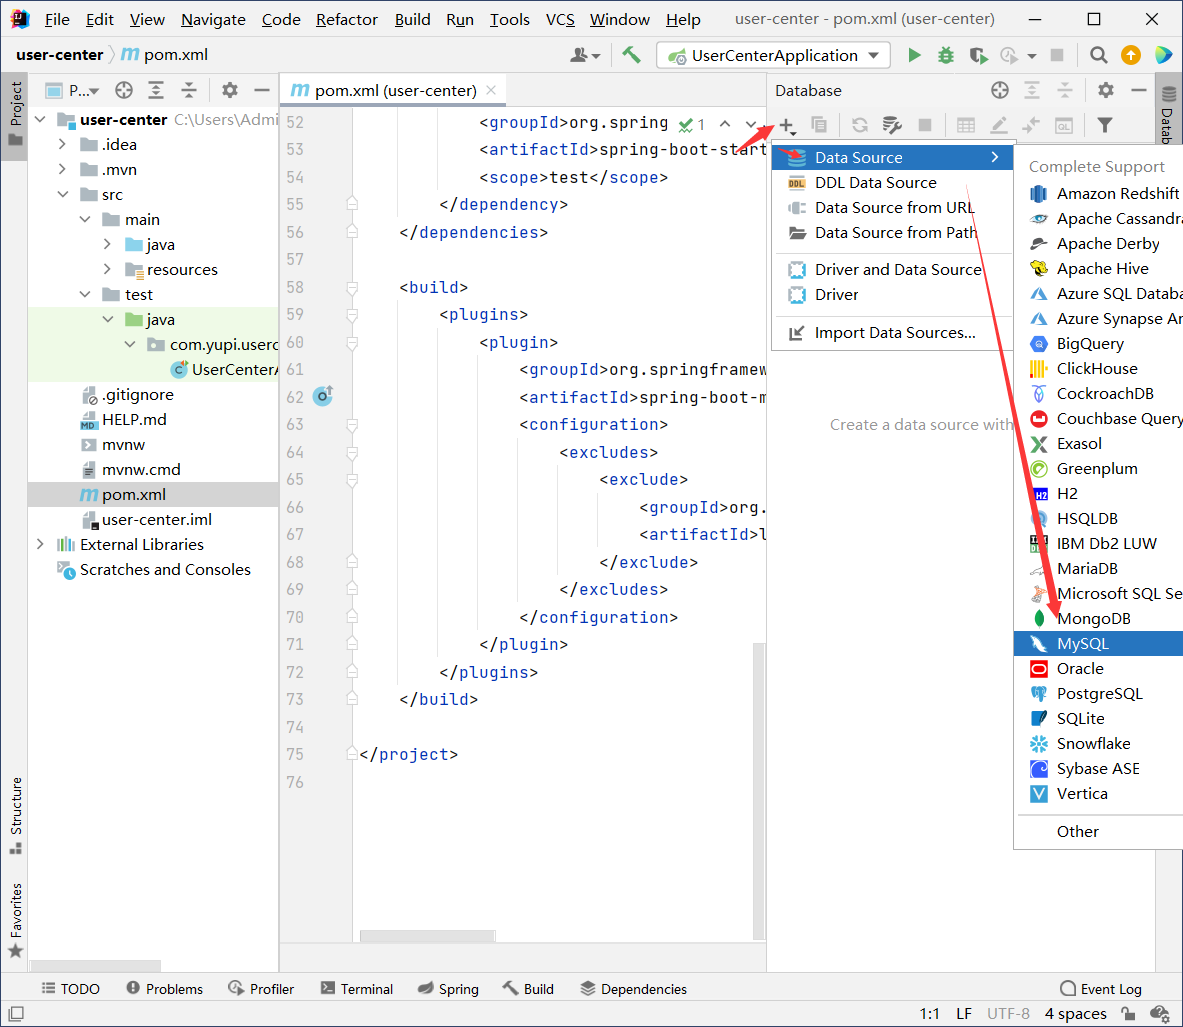 File Edit View Navigate Code Refactor Build Run Tools VCS Window Help user-center - pom.xml (user-center)
user-center pom.xml
UserCenterApplication
Project
P...
pom.xml (user-center)
Database
user-center C:\Users\Admi
.idea
.mvn
src
main
java
resources
test
java
com.yupi.userc
UserCenterA
.gitignore
HELP.md
mvnw
mvnw.cmd
pom.xml
user-center.iml
External Libraries
Scratches and Consoles
Structure
Favorites
1
52 <groupId>org.spring
53 <artifactId>spring-boot-start
54 <scope>test</scope>
55 </dependency>
56 </dependencies>
57
58 <build>
59 <plugins>
60 <plugin>
61 <groupId>org.springframew
62 <artifactId>spring-boot-m
63 <configuration>
64 <excludes>
65 <exclude>
66 <groupId>org.
67 <artifactId>l
68 </exclude>
69 </excludes>
70 </configuration>
71 </plugin>
72 </plugins>
73 </build>
74
75 </project>
76
QL
Data Source
DDL Data Source
Data Source from URL
Data Source from Path
Driver and Data Source
Driver
Import Data Sources...
Create a data source with
Databa
Complete Support
Amazon Redshift
Apache Cassandra
Apache Derby
Apache Hive
Azure SQL Databa
Azure Synapse An
BigQuery
ClickHouse
CockroachDB
Couchbase Query
Exasol
Greenplum
H2
HSQLDB
IBM Db2 LUW
MariaDB
Microsoft SQL Se
MongoDB
MySQL
Oracle
PostgreSQL
SQLite
Snowflake
Sybase ASE
Vertica
Other
TODO Problems Profiler Terminal Spring Build Dependencies Event Log
1:1 LF UTF-8 4 spaces